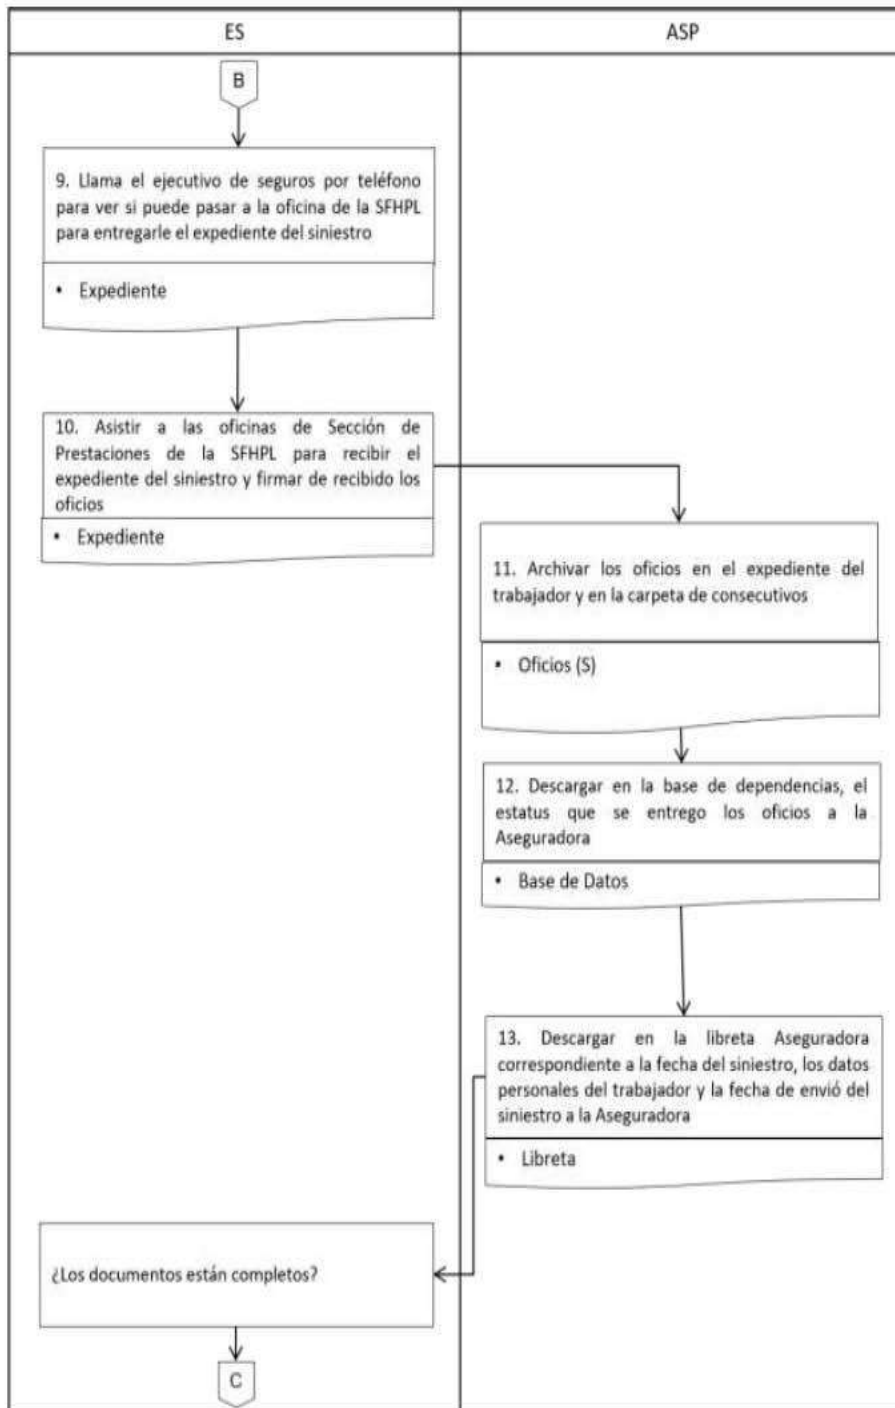 ES
ASP
B
9. Llama el ejecutivo de seguros por teléfono
para ver si puede pasar a la oficina de la SFHPL
para entregarle el expediente del siniestro
• Expediente
10. Asistir a las oficinas de Sección de
Prestaciones de la SFHPL para recibir el
expediente del siniestro y firmar de recibido los
oficios
• Expediente
11. Archivar los oficios en el expediente del
trabajador y en la carpeta de consecutivos
• Oficios (S)
12. Descargar en la base de dependencias, el
estatus que se entrego los oficios a la
Aseguradora
• Base de Datos
13. Descargar en la libreta Aseguradora
correspondiente a la fecha del siniestro, los datos
personales del trabajador y la fecha de envió del
siniestro a la Aseguradora
• Libreta
¿Los documentos están completos?
C